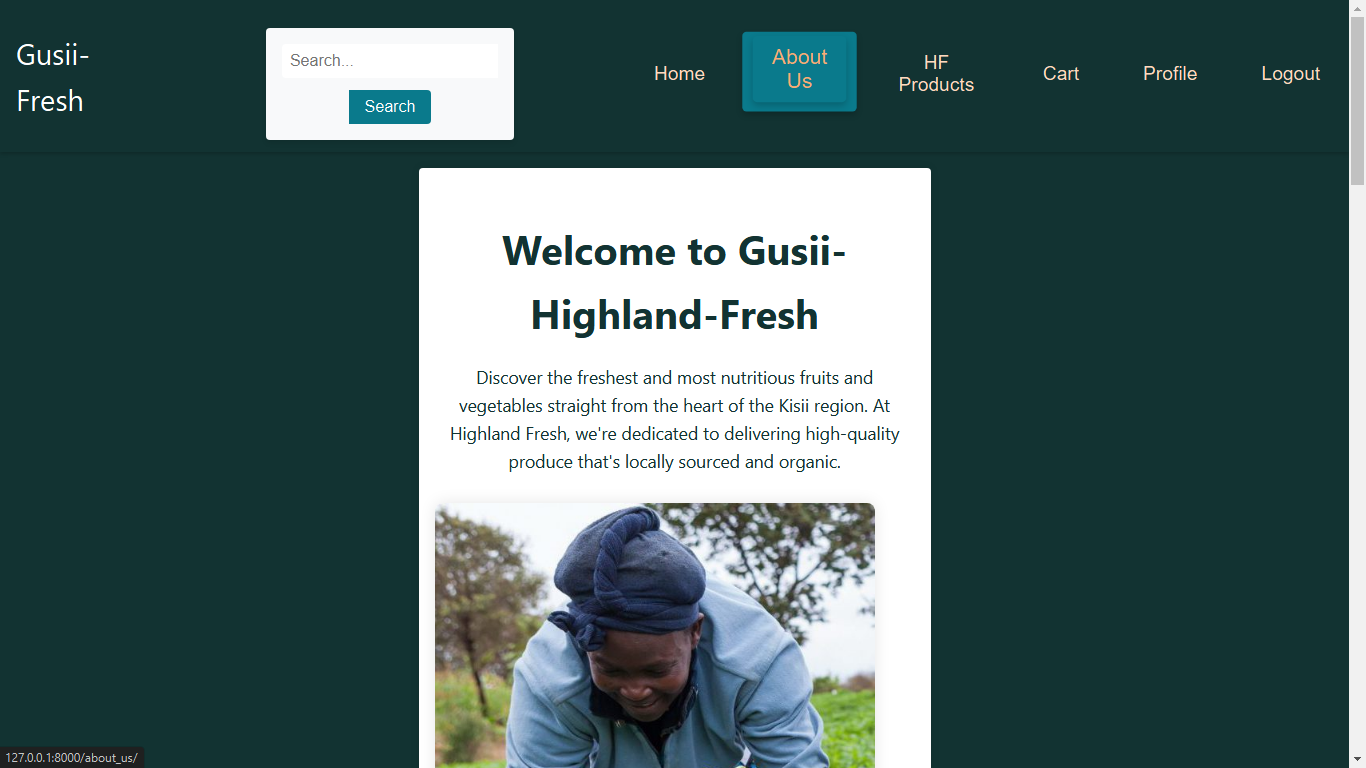 Gusii-
Fresh
Search...
Search
Home
About
Us
HF
Products
Cart
Profile
Logout
Welcome to Gusii-
Highland-Fresh
Discover the freshest and most nutritious fruits and
vegetables straight from the heart of the Kisii region. At
Highland Fresh, we're dedicated to delivering high-quality
produce that's locally sourced and organic.
127.0.0.1:8000/about_us/